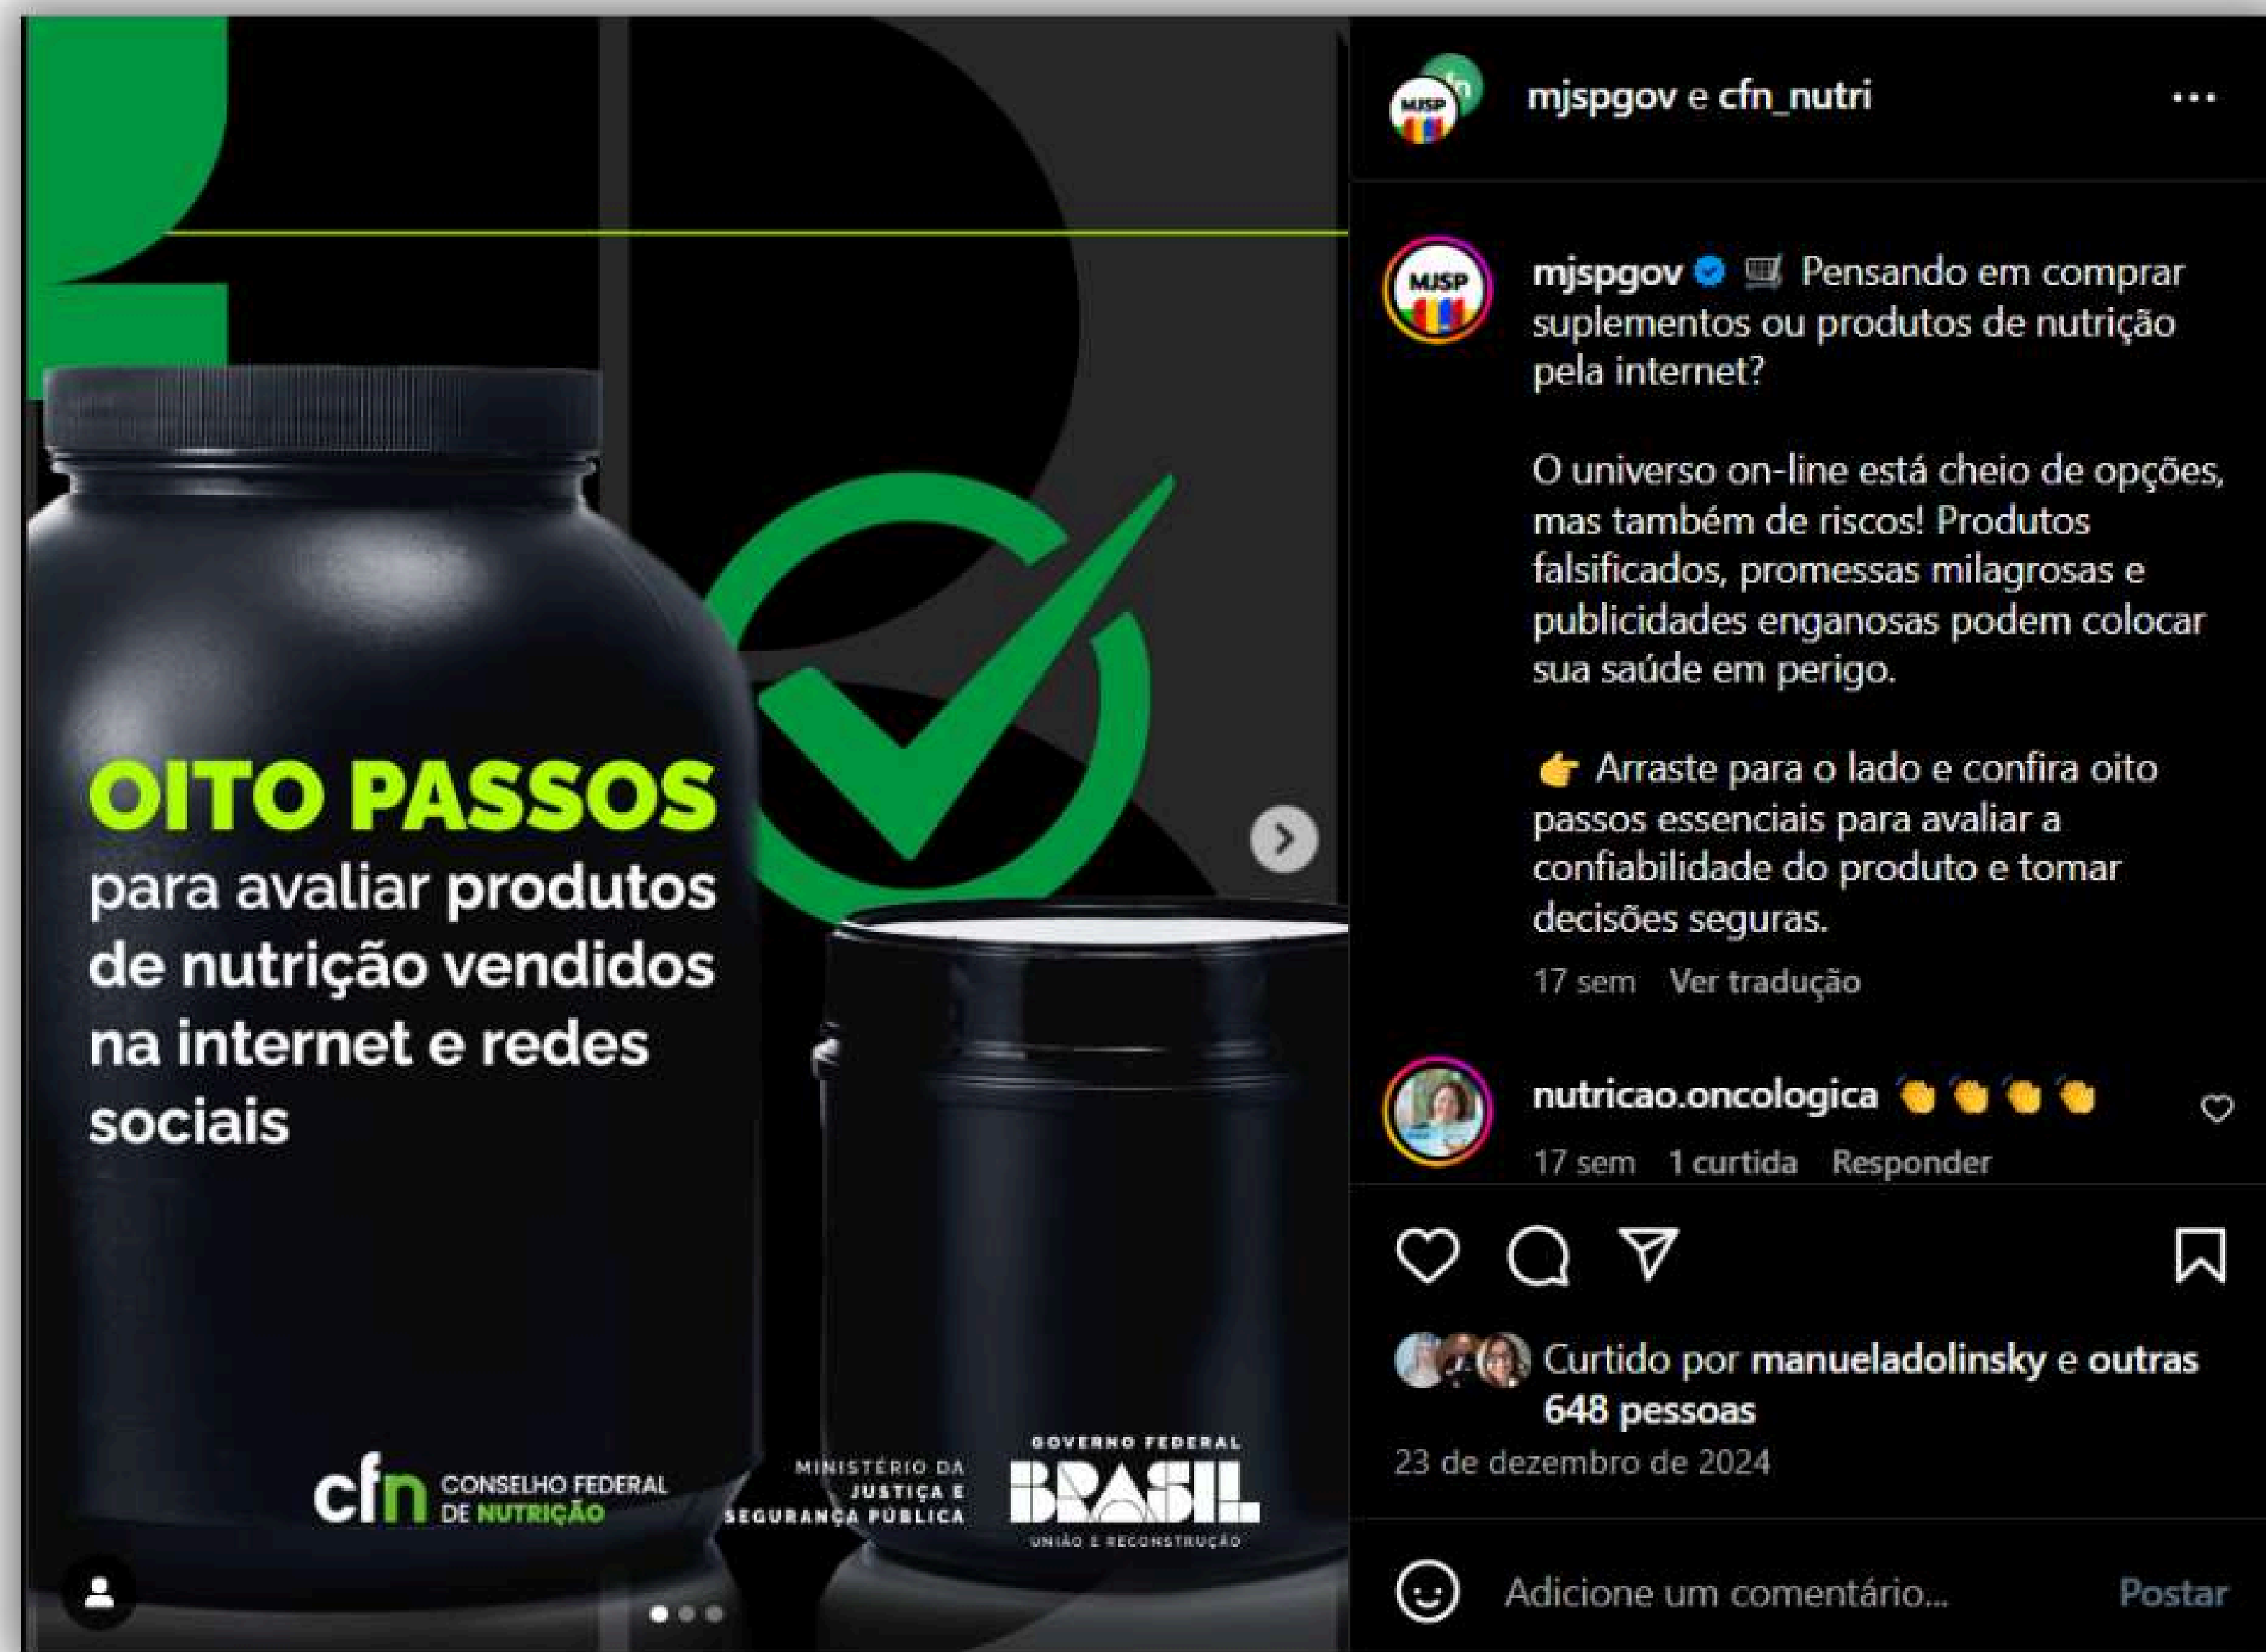 OITO PASSOS
para avaliar produtos
de nutrição vendidos
na internet e redes
sociais
cfn CONSELHO FEDERAL
DE NUTRIÇÃO
MINISTÉRIO DA
JUSTIÇA E
SEGURANÇA PÚBLICA
GOVERNO FEDERAL
BRASIL
UNIÃO E RECONSTRUÇÃO
MJSP
mjspgov e cfn_nutri
MJSP
mjspgov 🛒 Pensando em comprar
suplementos ou produtos de nutrição
pela internet?
O universo on-line está cheio de opções,
mas também de riscos! Produtos
falsificados, promessas milagrosas e
publicidades enganosas podem colocar
sua saúde em perigo.
👉 Arraste para o lado e confira oito
passos essenciais para avaliar a
confiabilidade do produto e tomar
decisões seguras.
17 sem Ver tradução
nutricao.oncologica 👏👏👏👏
17 sem 1 curtida Responder
Curtido por manueladolinsky e outras
648 pessoas
23 de dezembro de 2024
Adicione um comentário... Postar